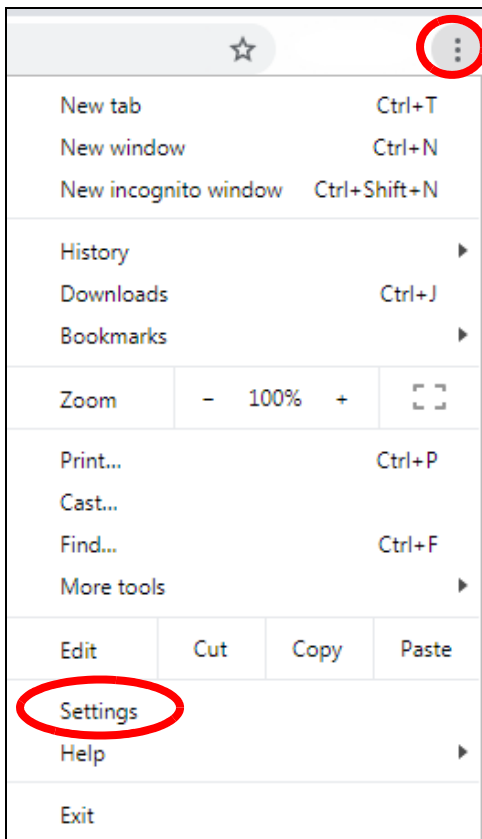 New tab Ctrl+T
New window Ctrl+N
New incognito window Ctrl+Shift+N
History
Downloads Ctrl+J
Bookmarks
Zoom - 100% +
Print... Ctrl+P
Cast...
Find... Ctrl+F
More tools
Edit Cut Copy Paste
Settings
Help
Exit